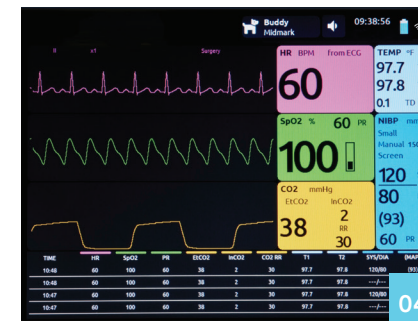 Buddy
Midmark
09:38:56
II x1 Surgery
HR BPM from ECG
60
TEMP °F
97.7
97.8
0.1 TD
SpO2 % 60 PR
100
NIBP
Small
Manual
Screen
120
80
(93)
60 PR
CO2 mmHg
EtCO2 InCO2
38
2
RR
30
TIME HR SpO2 PR EtCO2 InCO2 CO2 RR T1 T2 SYS/DIA
10:48 60 100 60 38 2 30 97.7 97.8 120/80 (93)
10:48 60 100 60 38 2 30 97.7 97.8 ---/---
10:47 60 100 60 38 2 30 97.7 97.8 120/80
10:47 60 100 60 38 2 30 97.7 97.8 ---/---
04